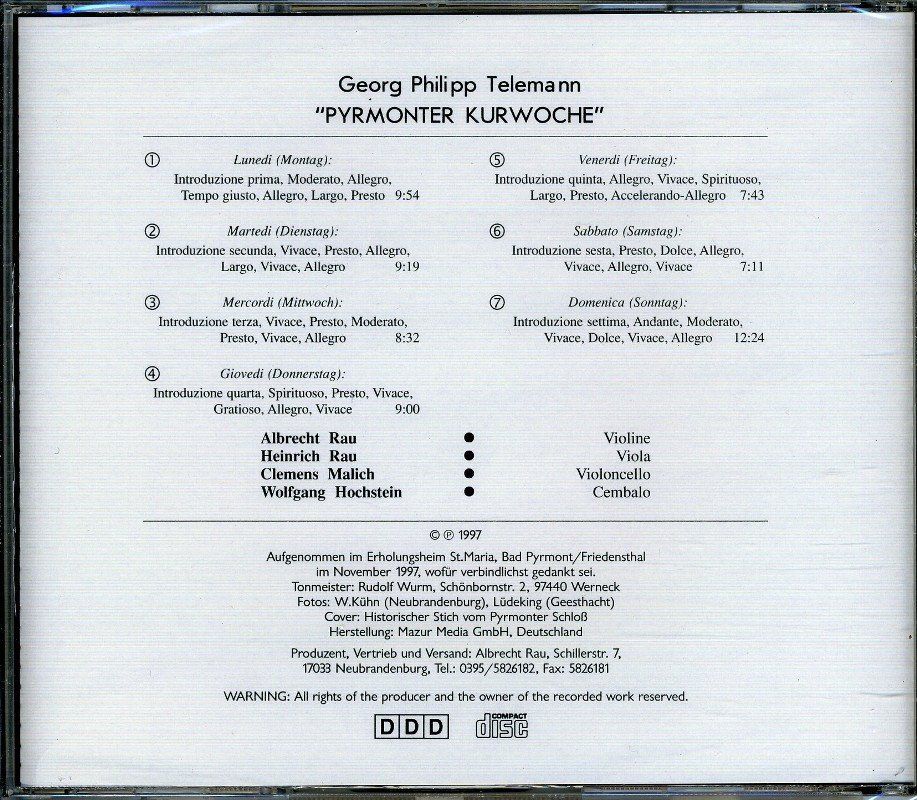 Georg Philipp Telemann
"PYRMONTER KURWOCHE"
① Lunedi (Montag):
Introduzione prima, Moderato, Allegro,
Tempo giusto, Allegro, Largo, Presto 9:54
② Martedi (Dienstag):
Introduzione secunda, Vivace, Presto, Allegro,
Largo, Vivace, Allegro 9:19
③ Mercordi (Mittwoch):
Introduzione terza, Vivace, Presto, Moderato,
Presto, Vivace, Allegro 8:32
④ Giovedi (Donnerstag):
Introduzione quarta, Spirituoso, Presto, Vivace,
Gratioso, Allegro, Vivace 9:00
⑤ Venerdi (Freitag):
Introduzione quinta, Allegro, Vivace, Spirituoso,
Largo, Presto, Accelerando-Allegro 7:43
⑥ Sabbato (Samstag):
Introduzione sesta, Presto, Dolce, Allegro,
Vivace, Allegro, Vivace 7:11
⑦ Domenica (Sonntag):
Introduzione settima, Andante, Moderato,
Vivace, Dolce, Vivace, Allegro 12:24
Albrecht Rau ● Violine
Heinrich Rau ● Viola
Clemens Malich ● Violoncello
Wolfgang Hochstein ● Cembalo
© ℗ 1997
Aufgenommen im Erholungsheim St.Maria, Bad Pyrmont/Friedensthal
im November 1997, wofür verbindlichst gedankt sei.
Tonmeister: Rudolf Wurm, Schönbornstr. 2, 97440 Werneck
Fotos: W.Kühn (Neubrandenburg), Lüdeking (Geesthacht)
Cover: Historischer Stich vom Pyrmonter Schloß
Herstellung: Mazur Media GmbH, Deutschland
Produzent, Vertrieb und Versand: Albrecht Rau, Schillerstr. 7,
17033 Neubrandenburg, Tel.: 0395/5826182, Fax: 5826181
WARNING: All rights of the producer and the owner of the recorded work reserved.
DDD
COMPACT disc